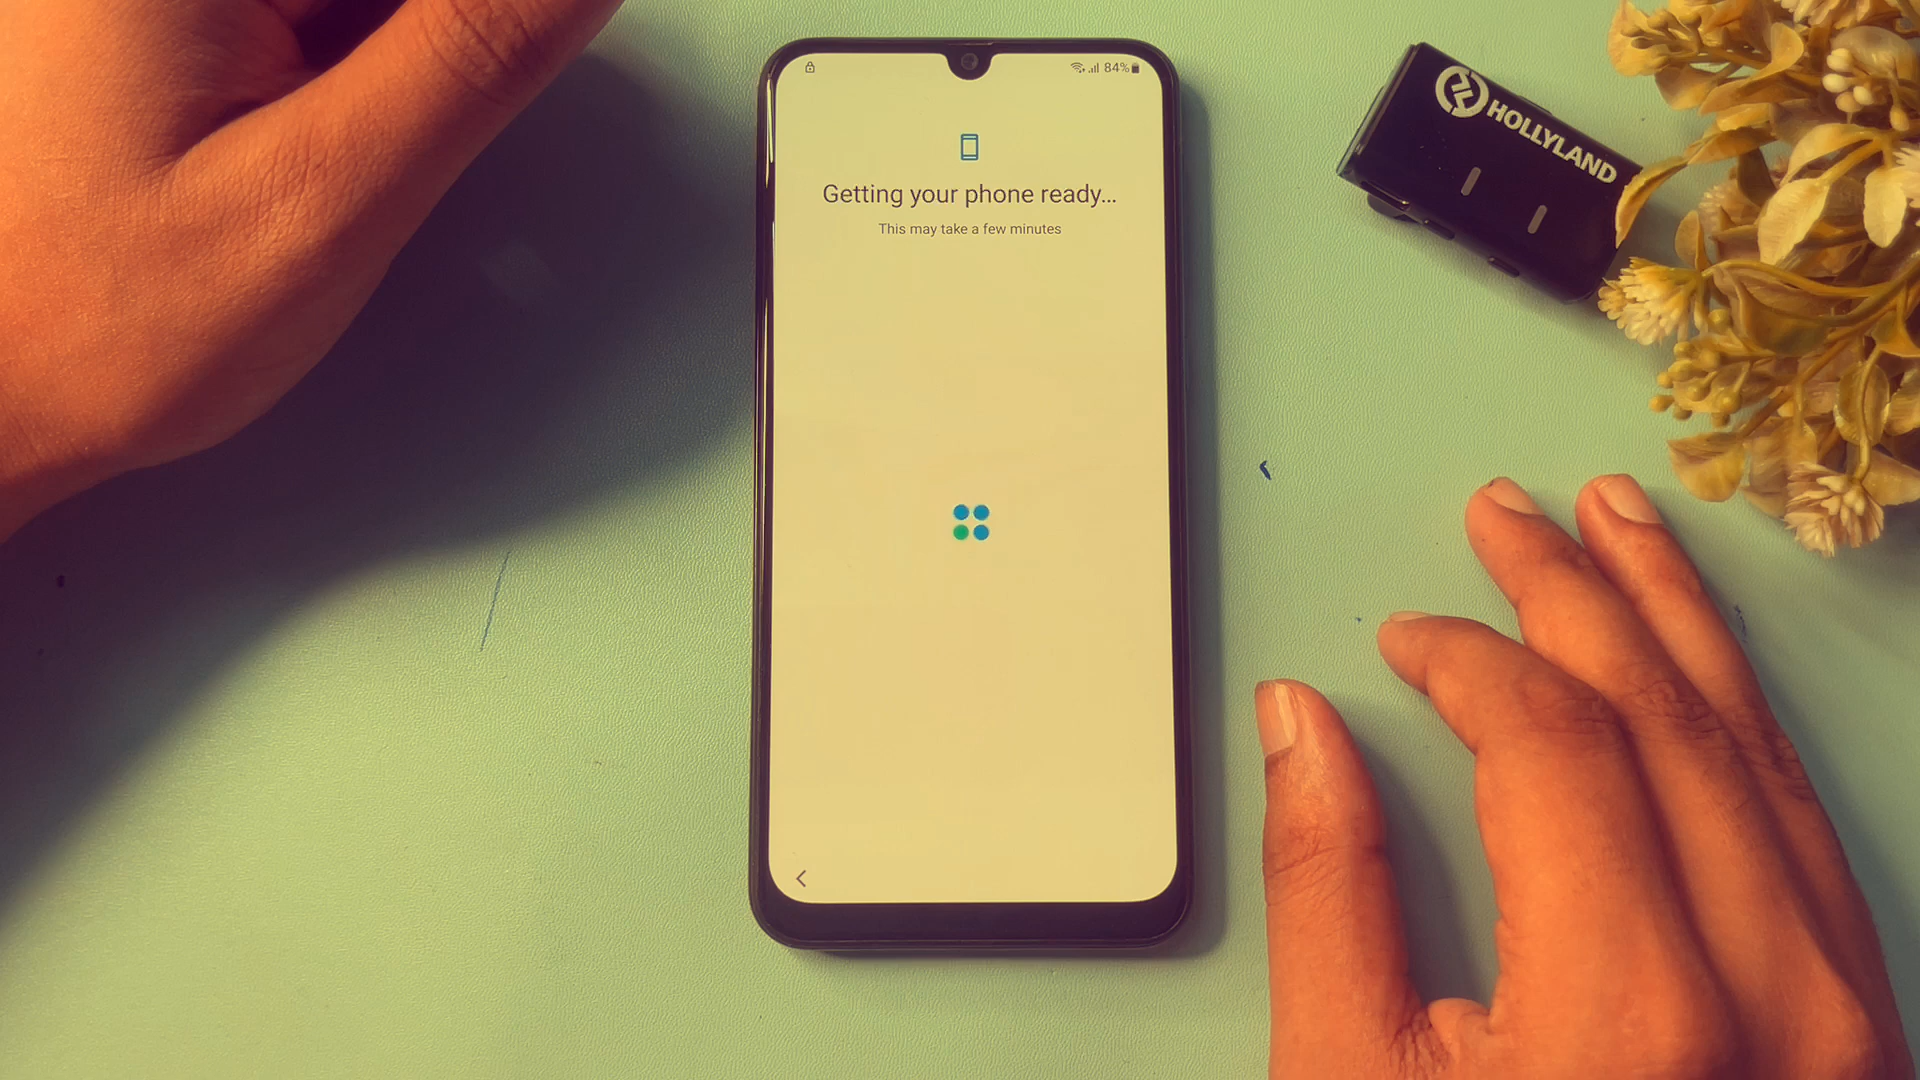 84%
Getting your phone ready...
This may take a few minutes
HOLLYLAND